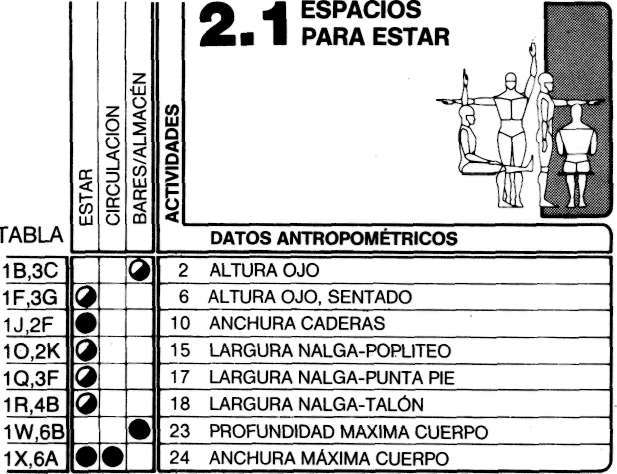 2.1 ESPACIOS
PARA ESTAR
ESTAR
CIRCULACION
BARES/ALMACÉN
ACTIVIDADES
TABLA DATOS ANTROPOMÉTRICOS
1B,3C 2 ALTURA OJO
1F,3G 6 ALTURA OJO, SENTADO
1J,2F 10 ANCHURA CADERAS
1O,2K 15 LARGURA NALGA-POPLITEO
1Q,3F 17 LARGURA NALGA-PUNTA PIE
1R,4B 18 LARGURA NALGA-TALÓN
1W,6B 23 PROFUNDIDAD MAXIMA CUERPO
1X,6A 24 ANCHURA MÁXIMA CUERPO